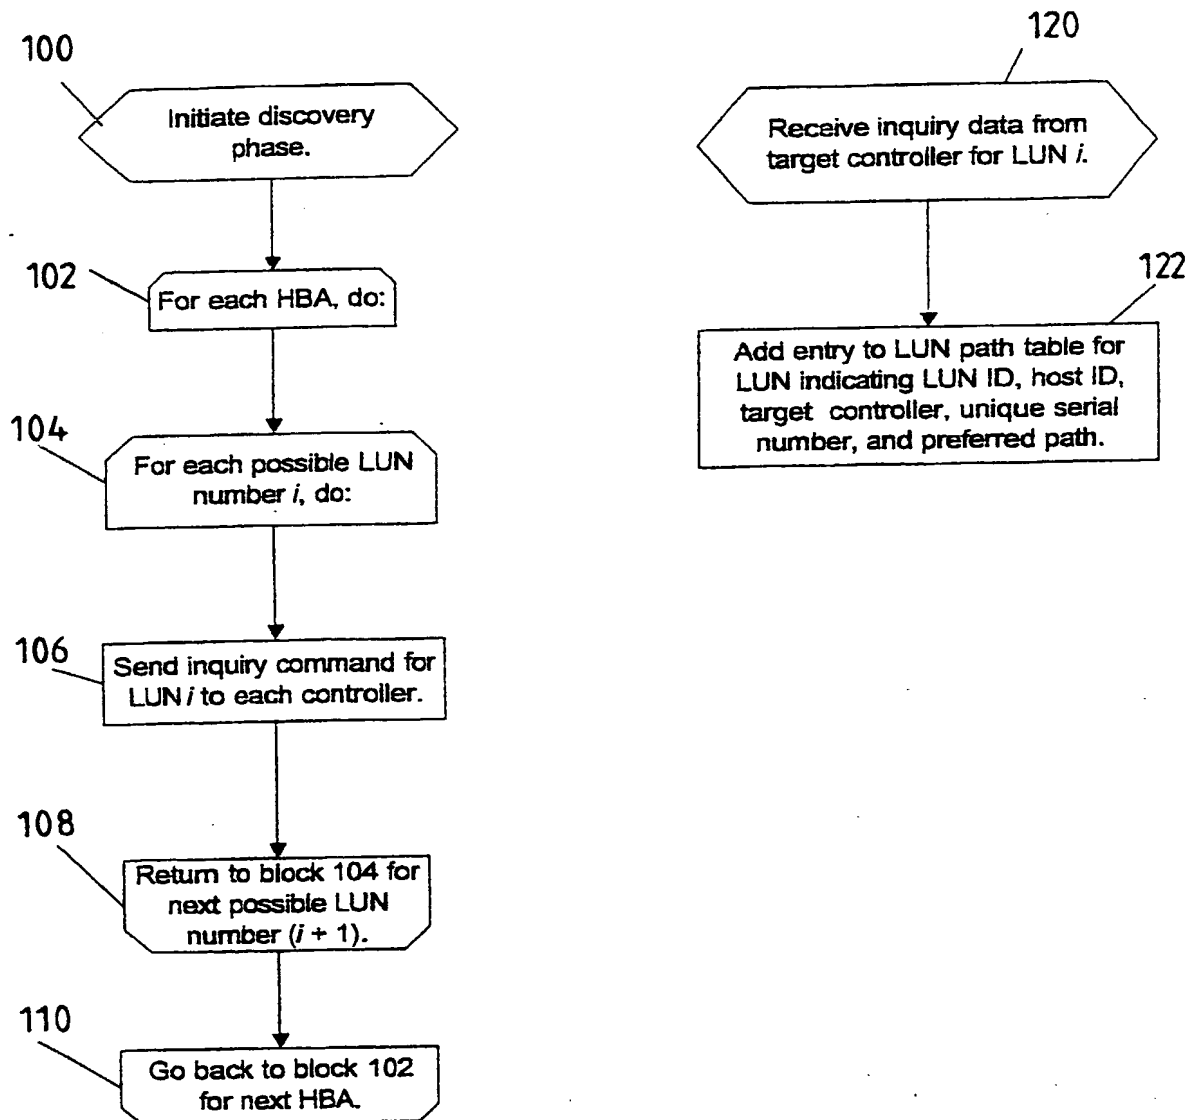 100
Initiate discovery
phase.
102
For each HBA, do:
104
For each possible LUN
number i, do:
106
Send inquiry command for
LUN i to each controller.
108
Return to block 104 for
next possible LUN
number (i + 1).
110
Go back to block 102
for next HBA.
120
Receive inquiry data from
target controller for LUN i.
122
Add entry to LUN path table for
LUN indicating LUN ID, host ID,
target controller, unique serial
number, and preferred path.